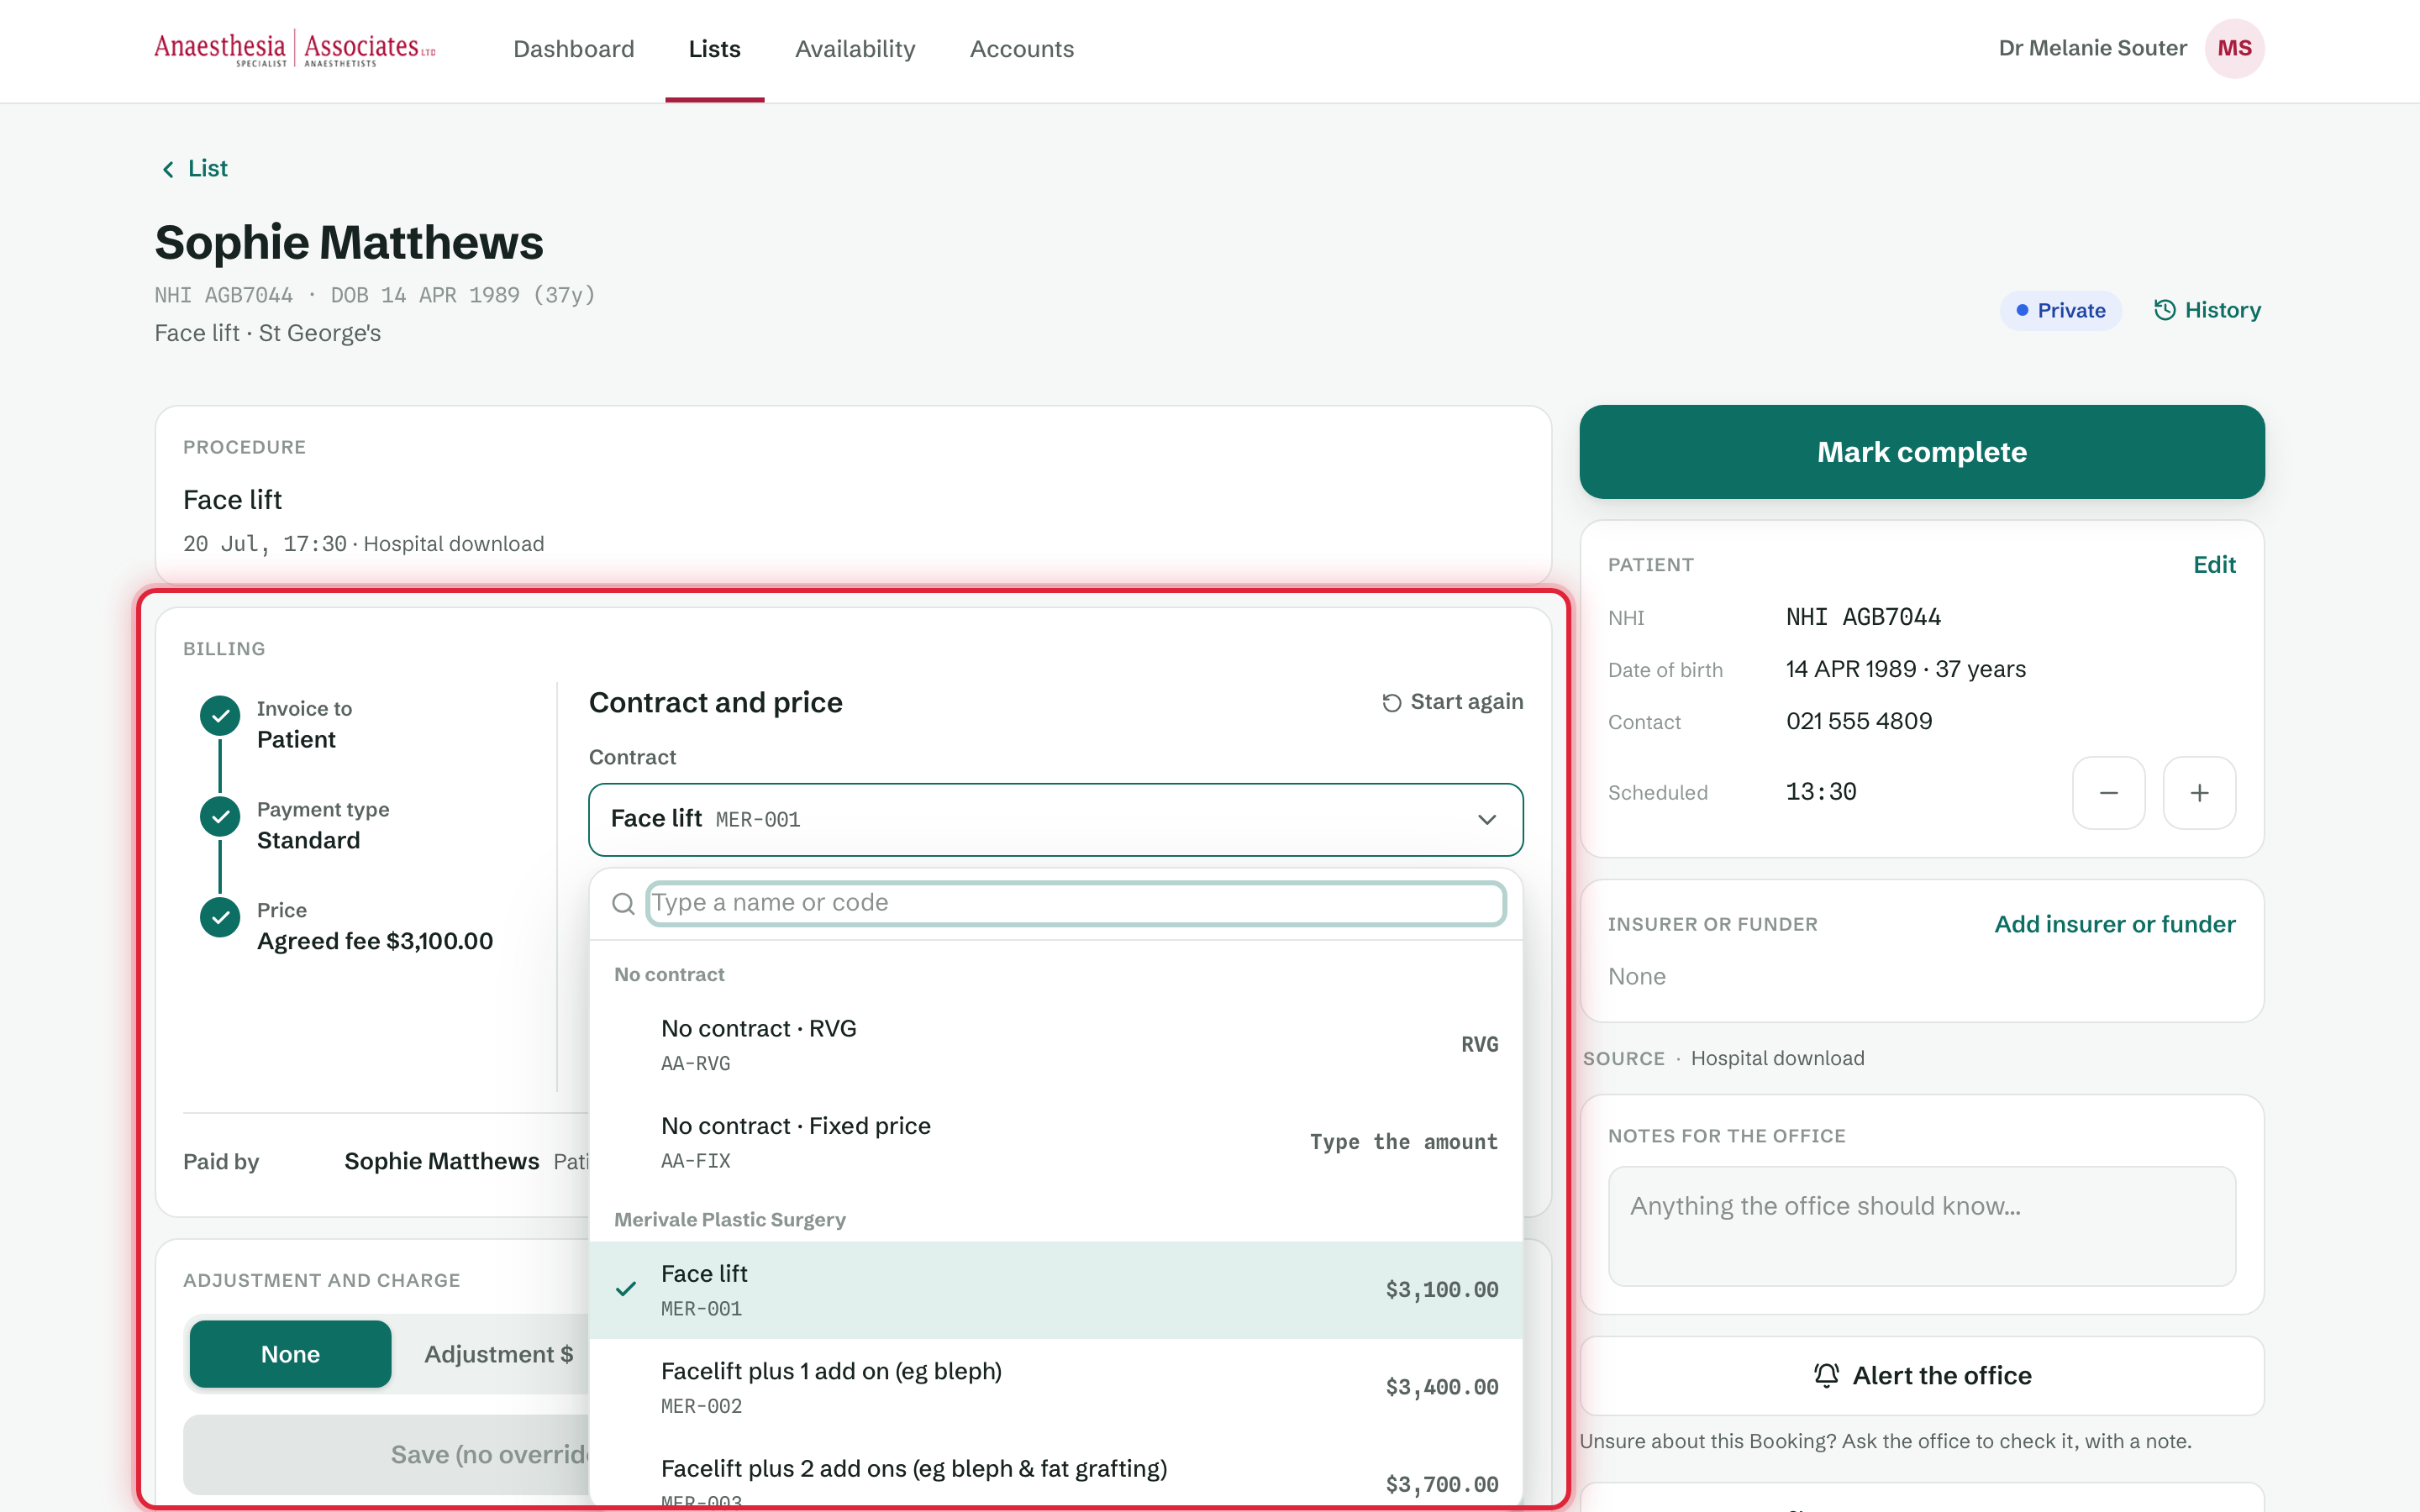 Anaesthesia | Associates LTD
SPECIALIST ANAESTHETISTS
Dashboard
Lists
Availability
Accounts
Dr Melanie Souter
MS
List
Sophie Matthews
NHI AGB7044 · DOB 14 APR 1989 (37y)
Face lift · St George's
Private
History
PROCEDURE
Face lift
20 Jul, 17:30 · Hospital download
BILLING
Invoice to
Patient
Payment type
Standard
Price
Agreed fee $3,100.00
Contract and price
Start again
Contract
Face lift MER-001
Type a name or code
No contract
No contract · RVG
AA-RVG
RVG
No contract · Fixed price
AA-FIX
Type the amount
Merivale Plastic Surgery
Face lift
MER-001
$3,100.00
Facelift plus 1 add on (eg bleph)
MER-002
$3,400.00
Facelift plus 2 add ons (eg bleph & fat grafting)
MER-003
$3,700.00
Paid by
Sophie Matthews
ADJUSTMENT AND CHARGE
None
Adjustment $
Save (no
Mark complete
PATIENT
Edit
NHI
NHI AGB7044
Date of birth
14 APR 1989 · 37 years
Contact
021 555 4809
Scheduled
13:30
INSURER OR FUNDER
Add insurer or funder
None
SOURCE · Hospital download
NOTES FOR THE OFFICE
Anything the office should know...
Alert the office
Unsure about this Booking? Ask the office to check it, with a note.